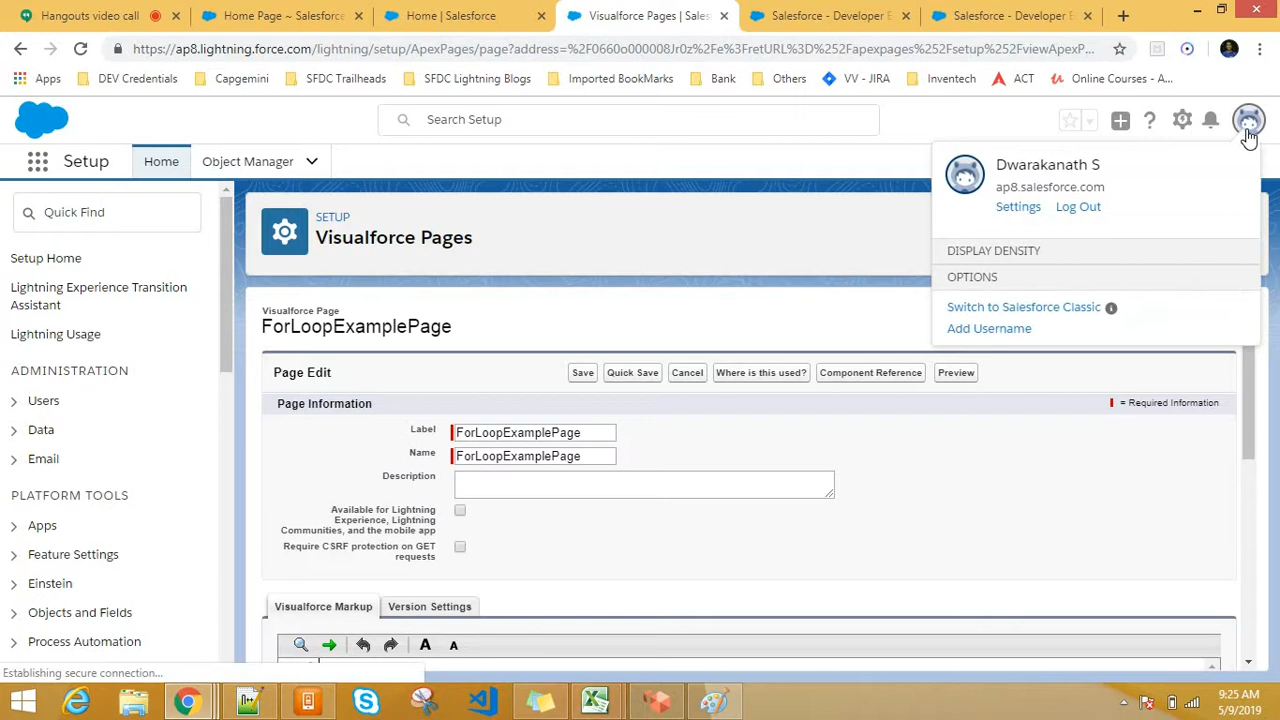 Hangouts video call
Home Page ~ Salesforce
Home | Salesforce
Visualforce Pages | Sales
Salesforce - Developer E
Salesforce - Developer E
https://ap8.lightning.force.com/lightning/setup/ApexPages/page?address=%2F0660o000008Jr0z%2Fe%3FretURL%3D%252Fapexpages%252Fsetup%252FviewApexP...
Apps
DEV Credentials
Capgemini
SFDC Trailheads
SFDC Lightning Blogs
Imported BookMarks
Bank
Others
VV - JIRA
Inventech
ACT
Online Courses - A...
Search Setup
Setup
Home
Object Manager
Dwarakanath S
ap8.salesforce.com
Settings
Log Out
DISPLAY DENSITY
OPTIONS
Switch to Salesforce Classic
Add Username
Quick Find
Setup Home
Lightning Experience Transition
Assistant
Lightning Usage
ADMINISTRATION
Users
Data
Email
PLATFORM TOOLS
Apps
Feature Settings
Einstein
Objects and Fields
Process Automation
SETUP
Visualforce Pages
Visualforce Page
ForLoopExamplePage
Page Edit
Save
Quick Save
Cancel
Where is this used?
Component Reference
Preview
Page Information
= Required Information
Label
ForLoopExamplePage
Name
ForLoopExamplePage
Description
Available for Lightning
Experience, Lightning
Communities, and the mobile app
Require CSRF protection on GET
requests
Visualforce Markup
Version Settings
A
A
Establishing secure connection...
9:25 AM
5/9/2019